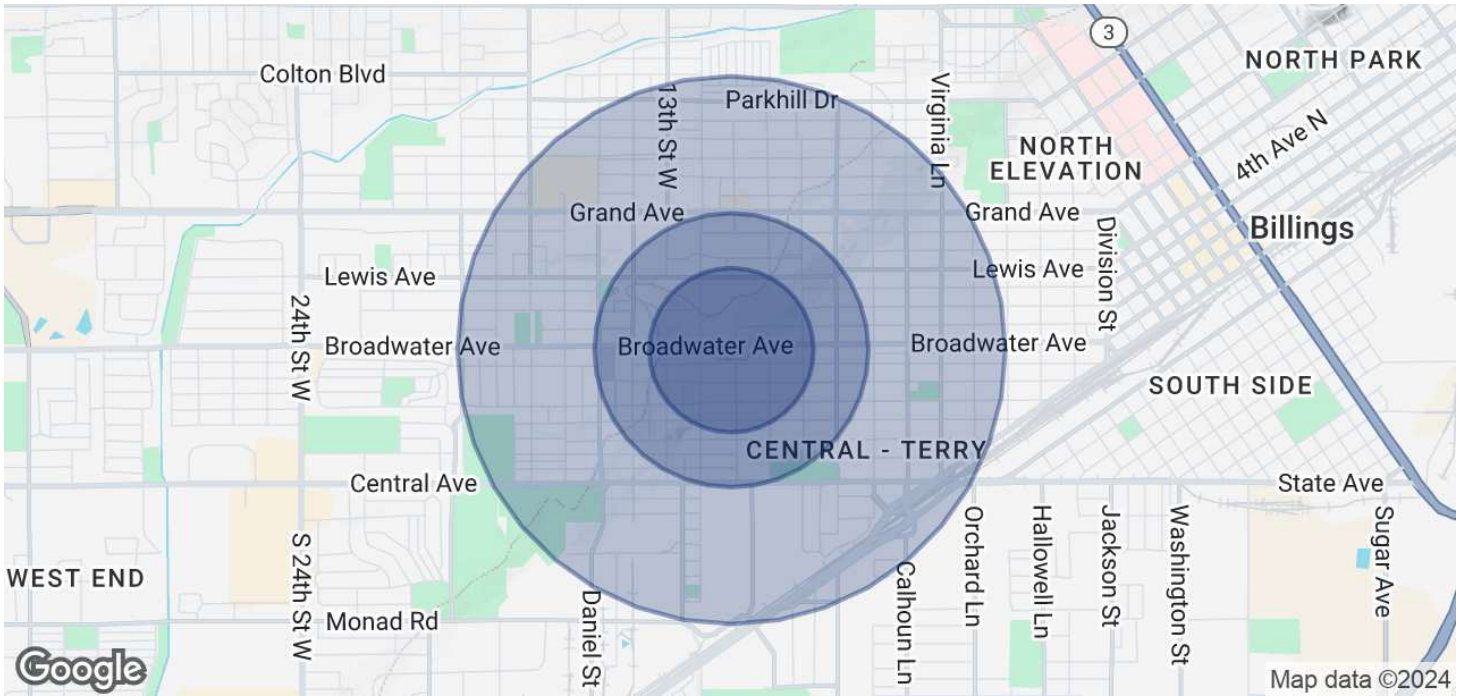 3
NORTH PARK
Colton Blvd
Parkhill Dr
13th St W
Virginia Ln
4th Ave N
NORTH
ELEVATION
Grand Ave
Grand Ave
Division St
Billings
Lewis Ave
Lewis Ave
24th St W
Broadwater Ave
Broadwater Ave
Broadwater Ave
SOUTH SIDE
CENTRAL - TERRY
Central Ave
State Ave
S 24th St W
WEST END
Monad Rd
Daniel St
Calhoun Ln
Orchard Ln
Hallowell Ln
Jackson St
Washington St
Sugar Ave
Google
Map data ©2024